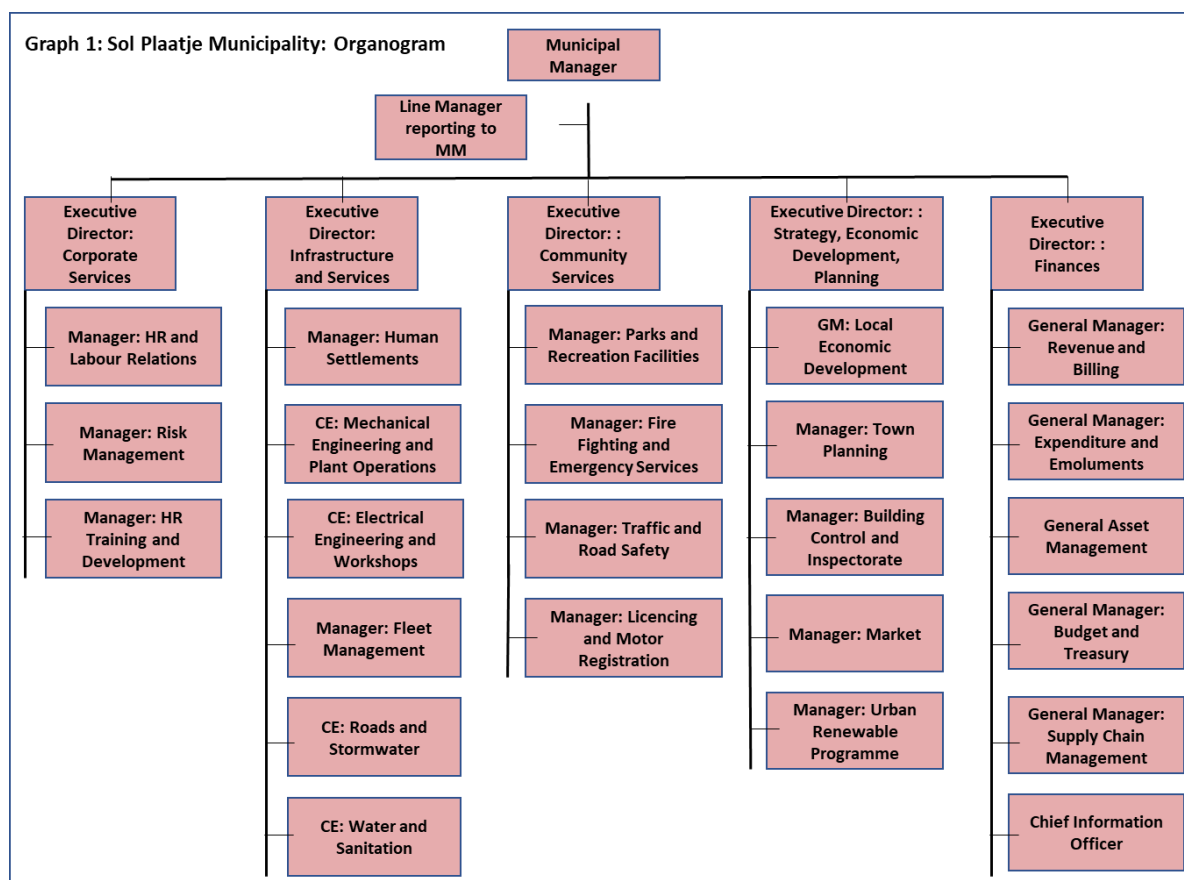 Graph 1: Sol Plaatje Municipality: Organogram
Municipal
Manager
Line Manager
reporting to
MM
Executive
Director:
Corporate
Services
Manager: HR and
Labour Relations
Manager: Risk
Management
Manager: HR
Training and
Development
Executive
Director:
Infrastructure
and Services
Manager: Human
Settlements
CE: Mechanical
Engineering and
Plant Operations
CE: Electrical
Engineering and
Workshops
Manager: Fleet
Management
CE: Roads and
Stormwater
CE: Water and
Sanitation
Executive
Director: :
Community
Services
Manager: Parks and
Recreation Facilities
Manager: Fire
Fighting and
Emergency Services
Manager: Traffic and
Road Safety
Manager: Licencing
and Motor
Registration
Executive Director: :
Strategy, Economic
Development,
Planning
GM: Local
Economic
Development
Manager: Town
Planning
Manager: Building
Control and
Inspectorate
Manager: Market
Manager: Urban
Renewable
Programme
Executive
Director: :
Finances
General Manager:
Revenue and
Billing
General Manager:
Expenditure and
Emoluments
General Asset
Management
General Manager:
Budget and
Treasury
General Manager:
Supply Chain
Management
Chief Information
Officer